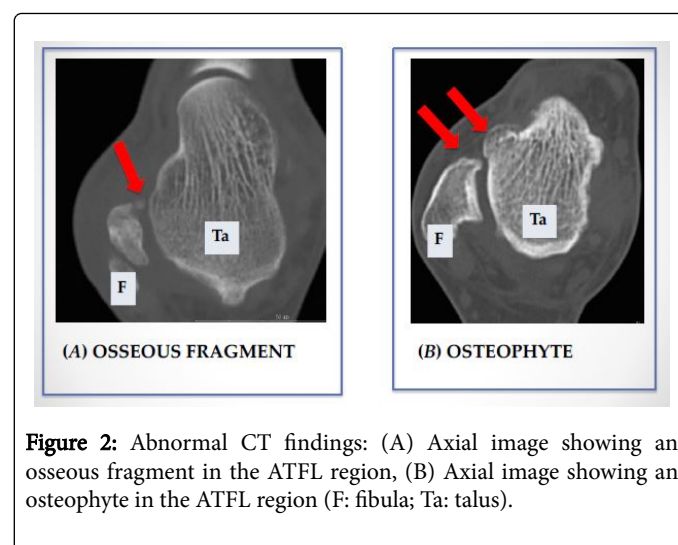 Ta
F
(A) OSSEOUS FRAGMENT
Ta
F
(B) OSTEOPHYTE
Figure 2: Abnormal CT findings: (A) Axial image showing an
osseous fragment in the ATFL region, (B) Axial image showing an
osteophyte in the ATFL region (F: fibula; Ta: talus).